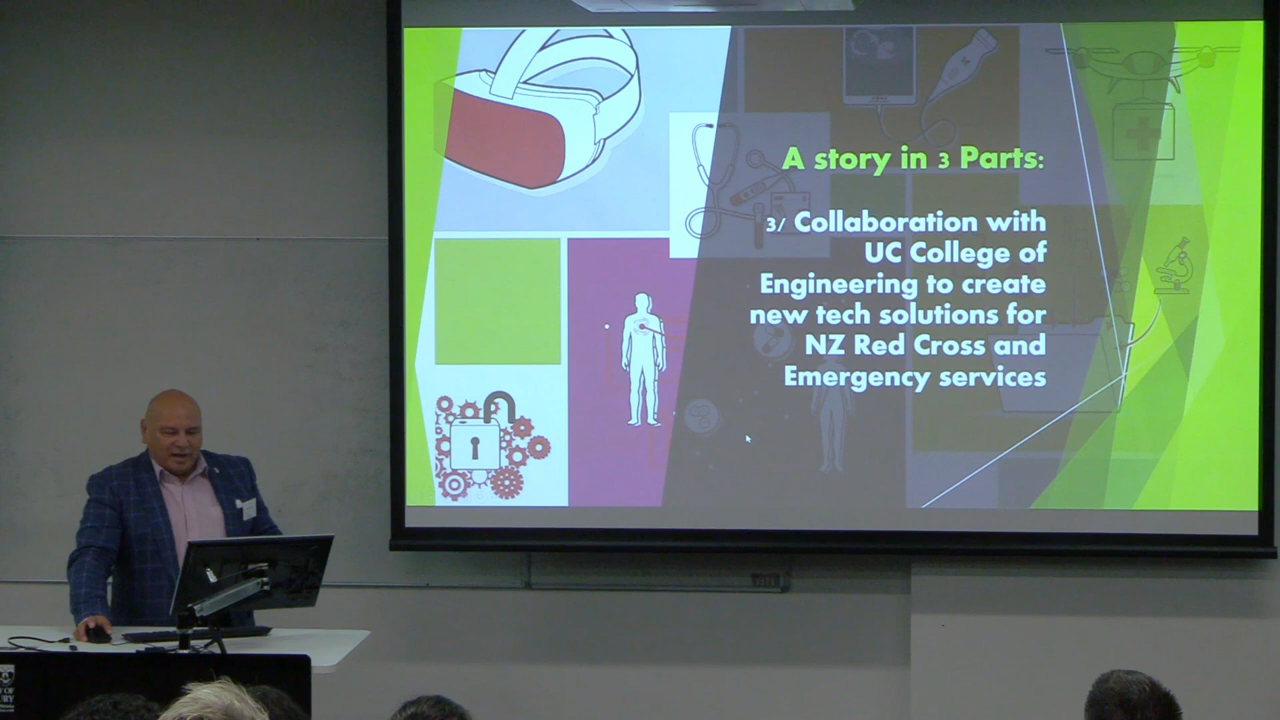 A story in 3 Parts:
3/ Collaboration with
UC College of
Engineering to create
new tech solutions for
NZ Red Cross and
Emergency services